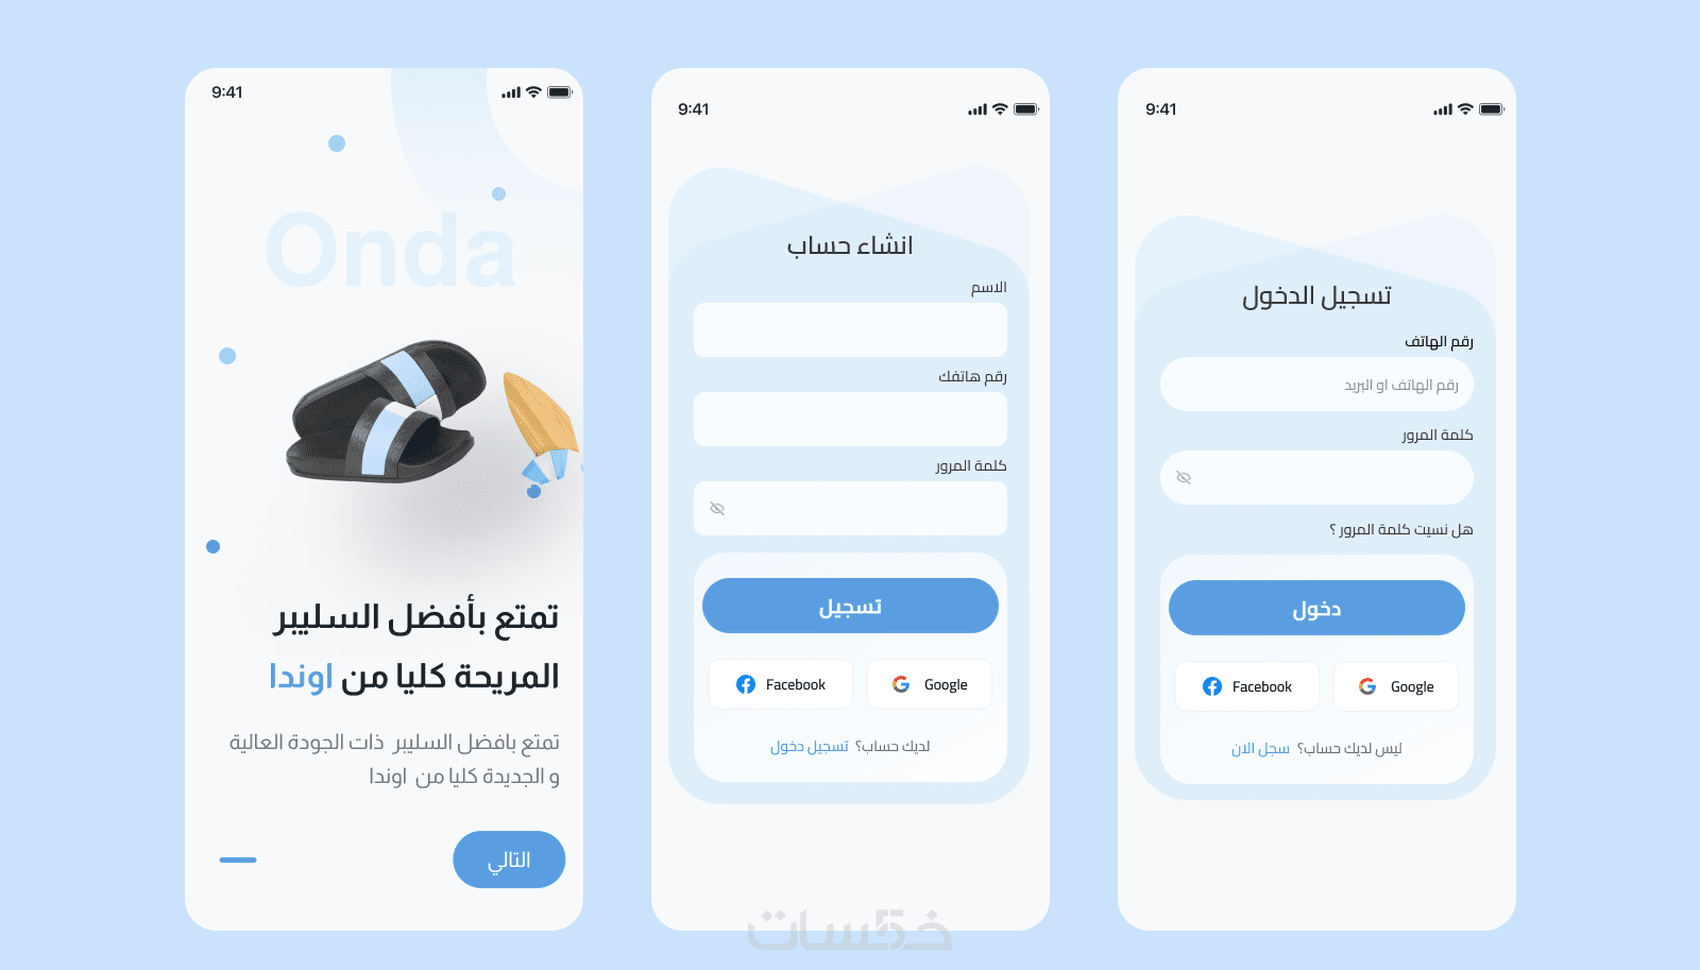 9:41
Onda
تمتع بأفضل السليبر
المريحة كليا من اوندا
تمتع بافضل السليبر ذات الجودة العالية
و الجديدة كليا من اوندا
التالي
9:41
انشاء حساب
الاسم
رقم هاتفك
كلمة المرور
تسجيل
Facebook
Google
لديك حساب؟ تسجيل دخول
9:41
تسجيل الدخول
رقم الهاتف
رقم الهاتف او البريد
كلمة المرور
هل نسيت كلمة المرور ؟
دخول
Facebook
Google
ليس لديك حساب؟ سجل الان
خمسات